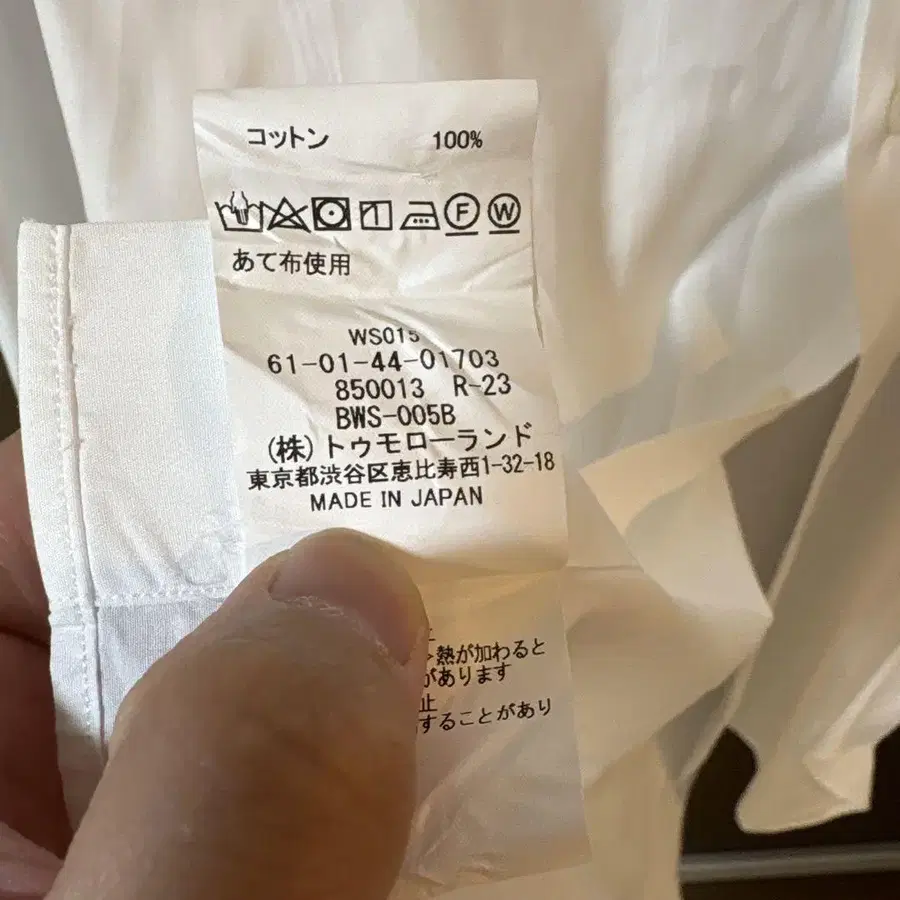 コットン 100%
F W
あて布使用
WS015
61-01-44-01703
850013 R-23
BWS-005B
(株)トゥモローランド
東京都渋谷区恵比寿西1-32-18
MADE IN JAPAN
熱が加わると
があります
止
することがあり